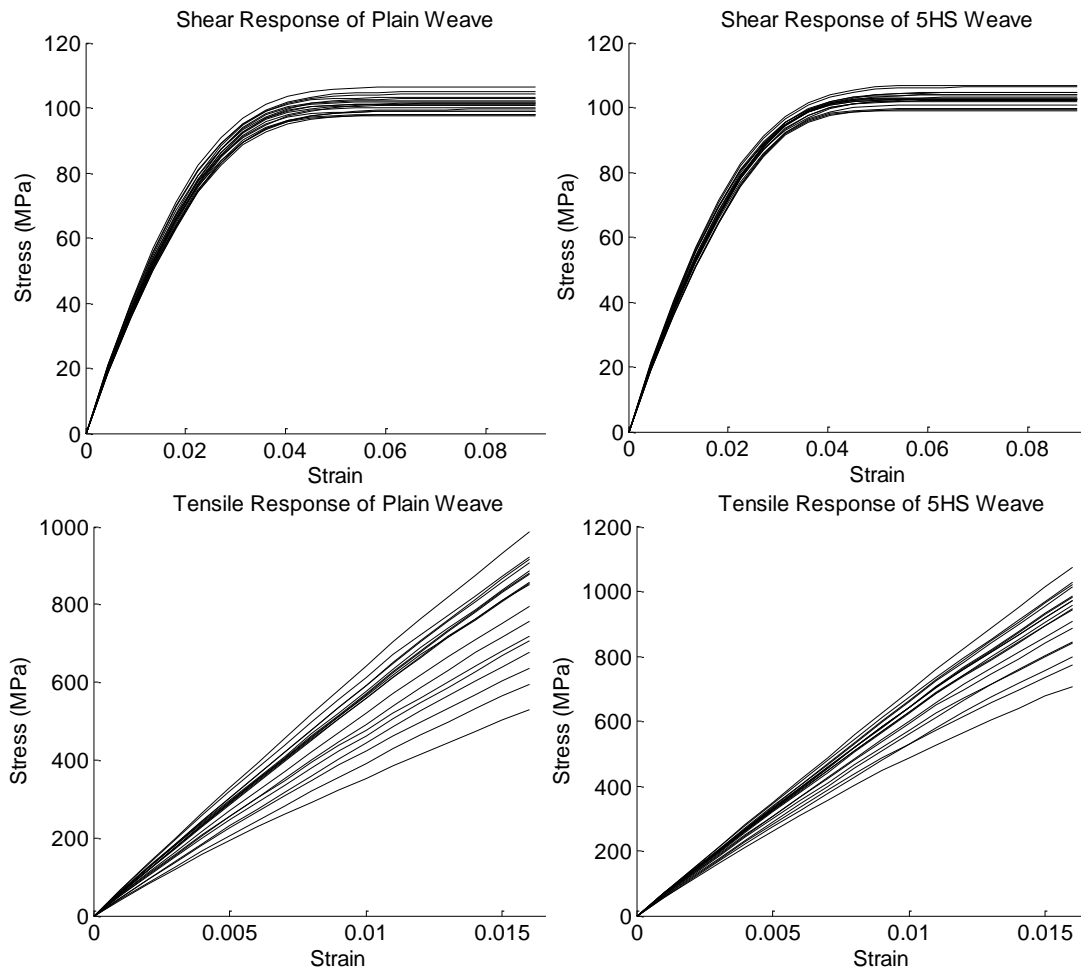 Shear Response of Plain Weave
120
100
80
60
40
20
0
Stress (MPa)
0 0.02 0.04 0.06 0.08
Strain
Shear Response of 5HS Weave
120
100
80
60
40
20
0
Stress (MPa)
0 0.02 0.04 0.06 0.08
Strain
Tensile Response of Plain Weave
1000
800
600
400
200
0
Stress (MPa)
0 0.005 0.01 0.015
Strain
Tensile Response of 5HS Weave
1200
1000
800
600
400
200
0
Stress (MPa)
0 0.005 0.01 0.015
Strain